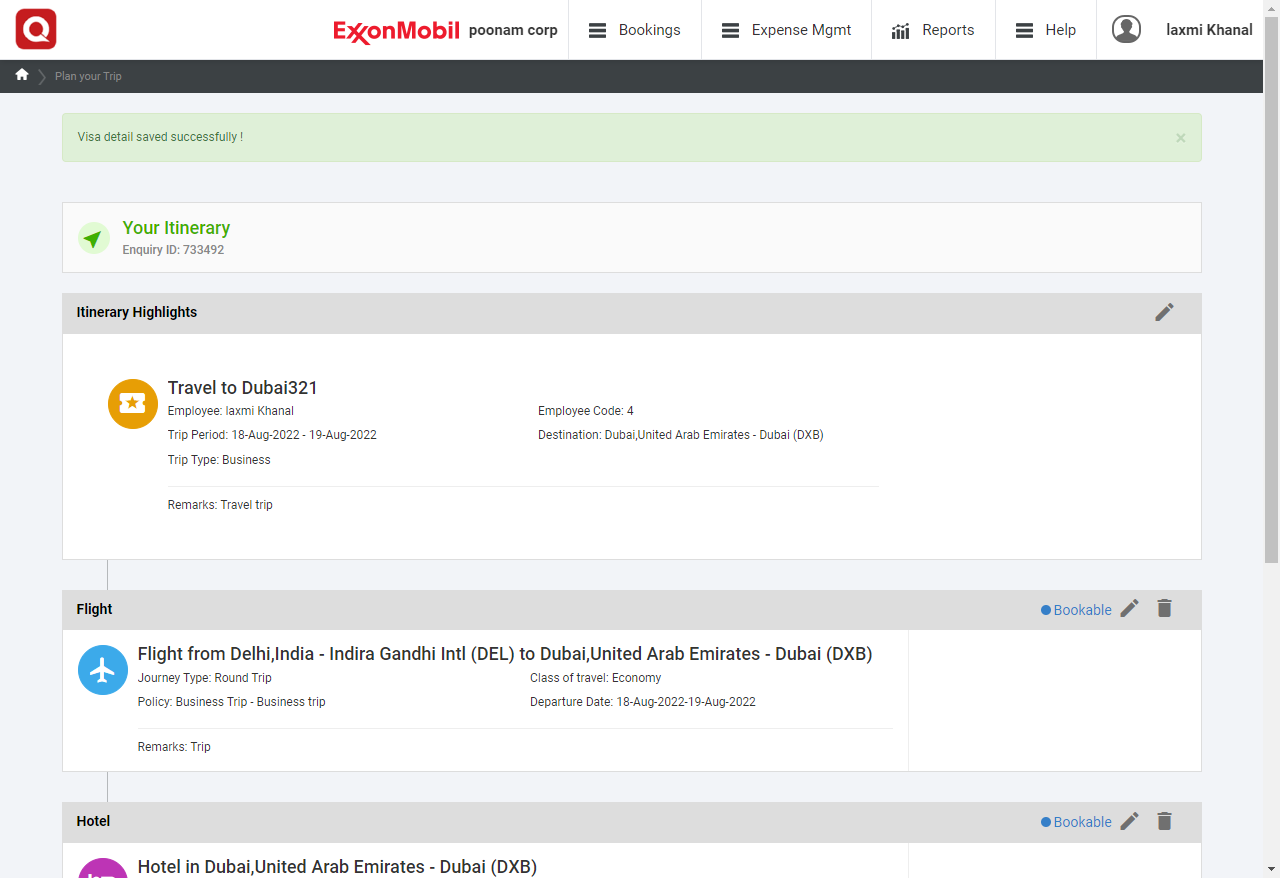 ExxonMobil poonam corp Bookings Expense Mgmt Reports Help laxmi Khanal
Plan your Trip
Visa detail saved successfully ! ×
Your Itinerary
Enquiry ID: 733492
Itinerary Highlights
Travel to Dubai321
Employee: laxmi Khanal Employee Code: 4
Trip Period: 18-Aug-2022 - 19-Aug-2022 Destination: Dubai,United Arab Emirates - Dubai (DXB)
Trip Type: Business
Remarks: Travel trip
Flight Bookable
Flight from Delhi,India - Indira Gandhi Intl (DEL) to Dubai,United Arab Emirates - Dubai (DXB)
Journey Type: Round Trip Class of travel: Economy
Policy: Business Trip - Business trip Departure Date: 18-Aug-2022-19-Aug-2022
Remarks: Trip
Hotel Bookable
Hotel in Dubai,United Arab Emirates - Dubai (DXB)